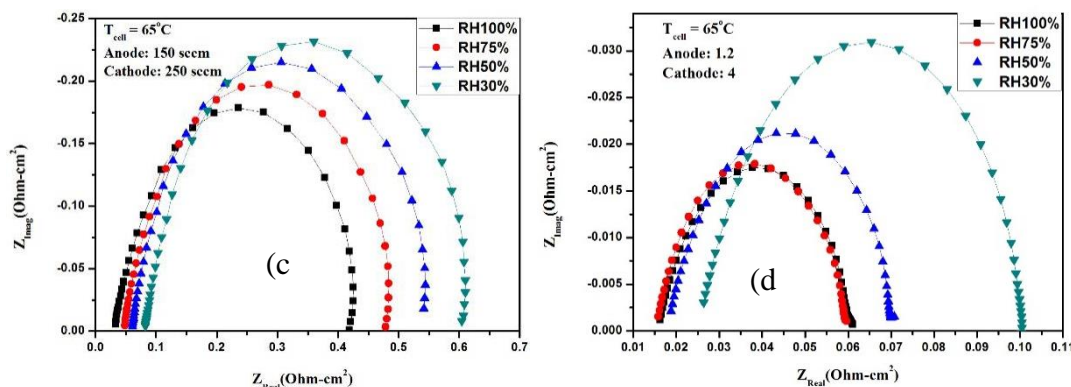 -0.25
-0.20
-0.15
-0.10
-0.05
0.00
Z_Imag(Ohm-cm²)
T_cell = 65°C
Anode: 150 sccm
Cathode: 250 sccm
RH100%
RH75%
RH50%
RH30%
(c
0.0 0.1 0.2 0.3 0.4 0.5 0.6 0.7
(Ohm-cm²)
-0.030
-0.025
-0.020
-0.015
-0.010
-0.005
0.000
Z_Imag(Ohm-cm²)
T_cell = 65°C
Anode: 1.2
Cathode: 4
RH100%
RH75%
RH50%
RH30%
(d
0.01 0.02 0.03 0.04 0.05 0.06 0.07 0.08 0.09 0.10 0.11
Z_Real(Ohm-cm²)